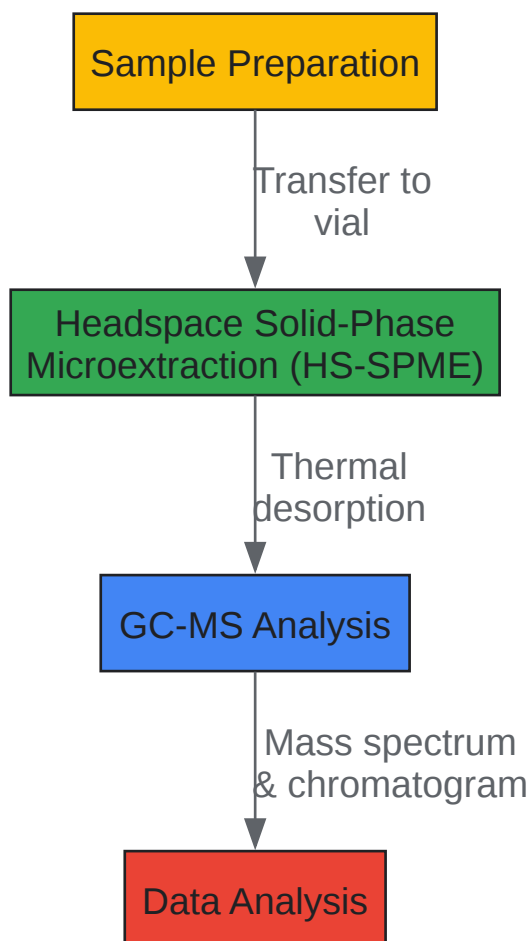 Sample Preparation
Transfer to
vial
Headspace Solid-Phase
Microextraction (HS-SPME)
Thermal
desorption
GC-MS Analysis
Mass spectrum
& chromatogram
Data Analysis